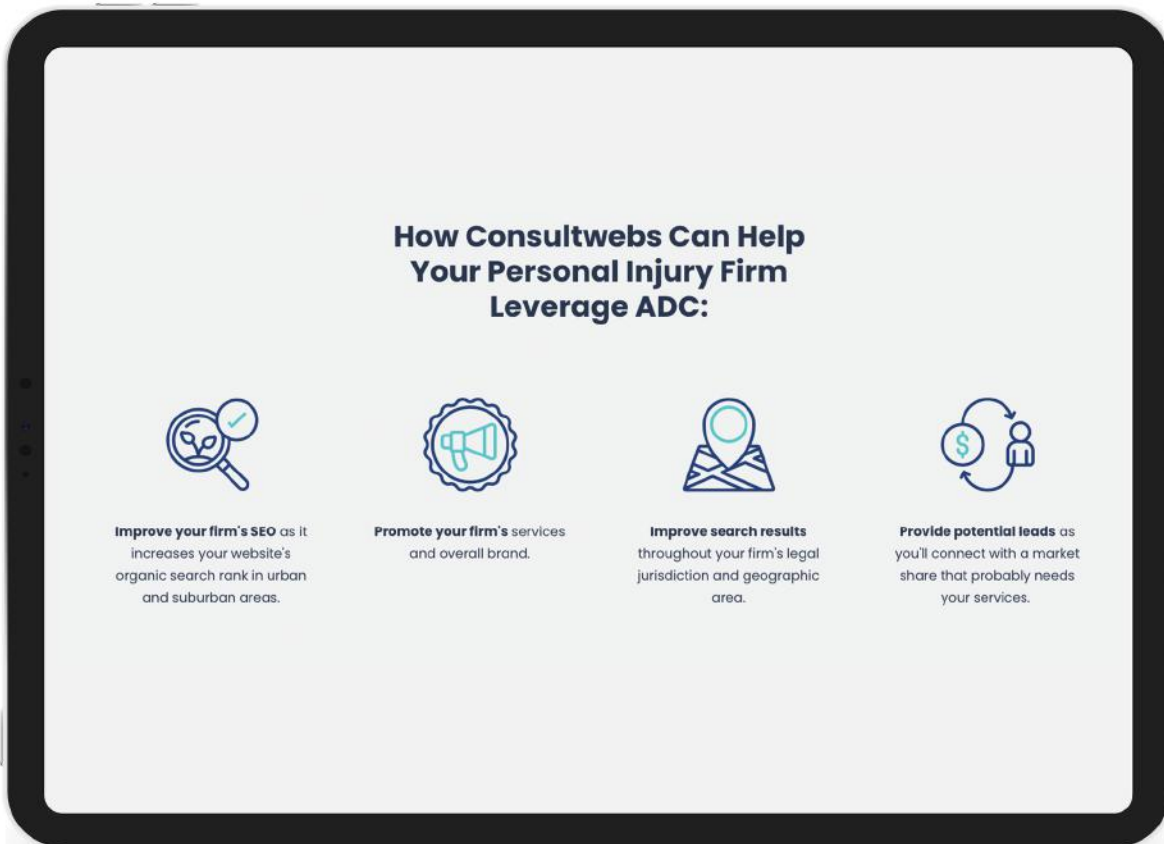 How Consultwebs Can Help
Your Personal Injury Firm
Leverage ADC:
Improve your firm's SEO as it
increases your website's
organic search rank in urban
and suburban areas.
Promote your firm's services
and overall brand.
Improve search results
throughout your firm's legal
jurisdiction and geographic
area.
Provide potential leads as
you'll connect with a market
share that probably needs
your services.
$